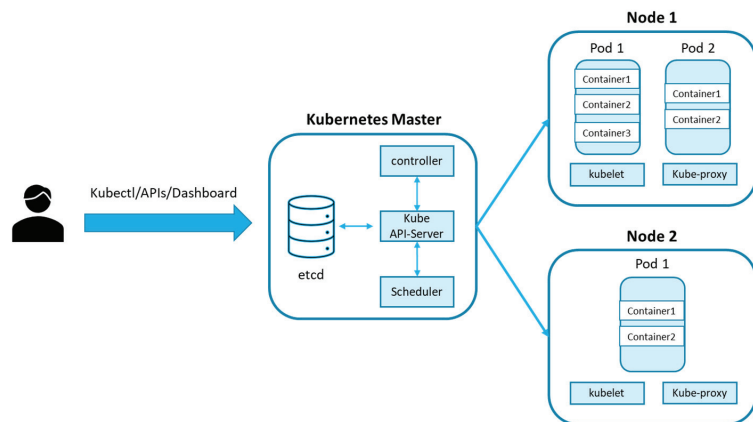 Node 1
Pod 1
Pod 2
Container1
Container2
Container3
Container1
Container2
kubelet
Kube-proxy
Kubernetes Master
controller
Kube
API-Server
Scheduler
etcd
Kubectl/APIs/Dashboard
Node 2
Pod 1
Container1
Container2
kubelet
Kube-proxy